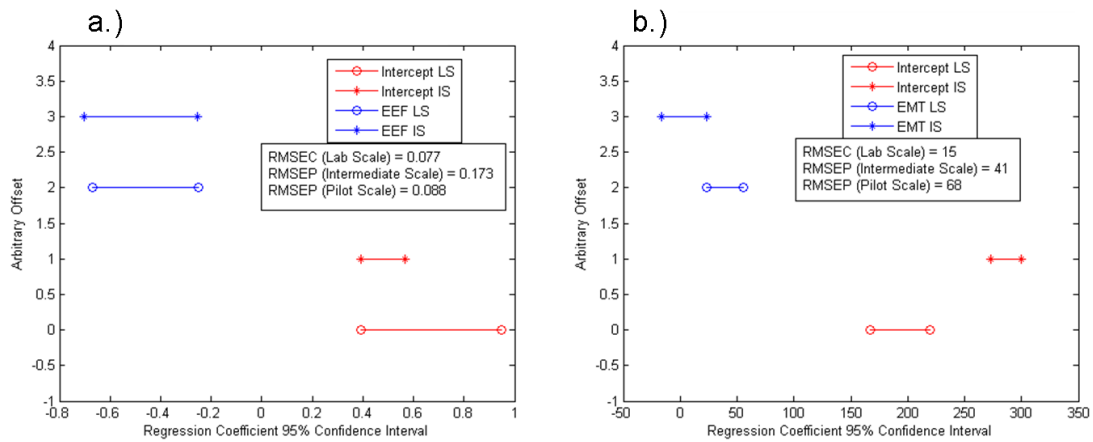 a.)
4
3.5
3
2.5
2
1.5
1
0.5
0
-0.5
-1
Arbitrary Offset
-0.8 -0.6 -0.4 -0.2 0 0.2 0.4 0.6 0.8 1
Regression Coefficient 95% Confidence Interval
Intercept LS
Intercept IS
EEF LS
EEF IS
RMSEC (Lab Scale) = 0.077
RMSEP (Intermediate Scale) = 0.173
RMSEP (Pilot Scale) = 0.088
b.)
4
3.5
3
2.5
2
1.5
1
0.5
0
-0.5
-1
Arbitrary Offset
-50 0 50 100 150 200 250 300 350
Regression Coefficient 95% Confidence Interval
Intercept LS
Intercept IS
EMT LS
EMT IS
RMSEC (Lab Scale) = 15
RMSEP (Intermediate Scale) = 41
RMSEP (Pilot Scale) = 68